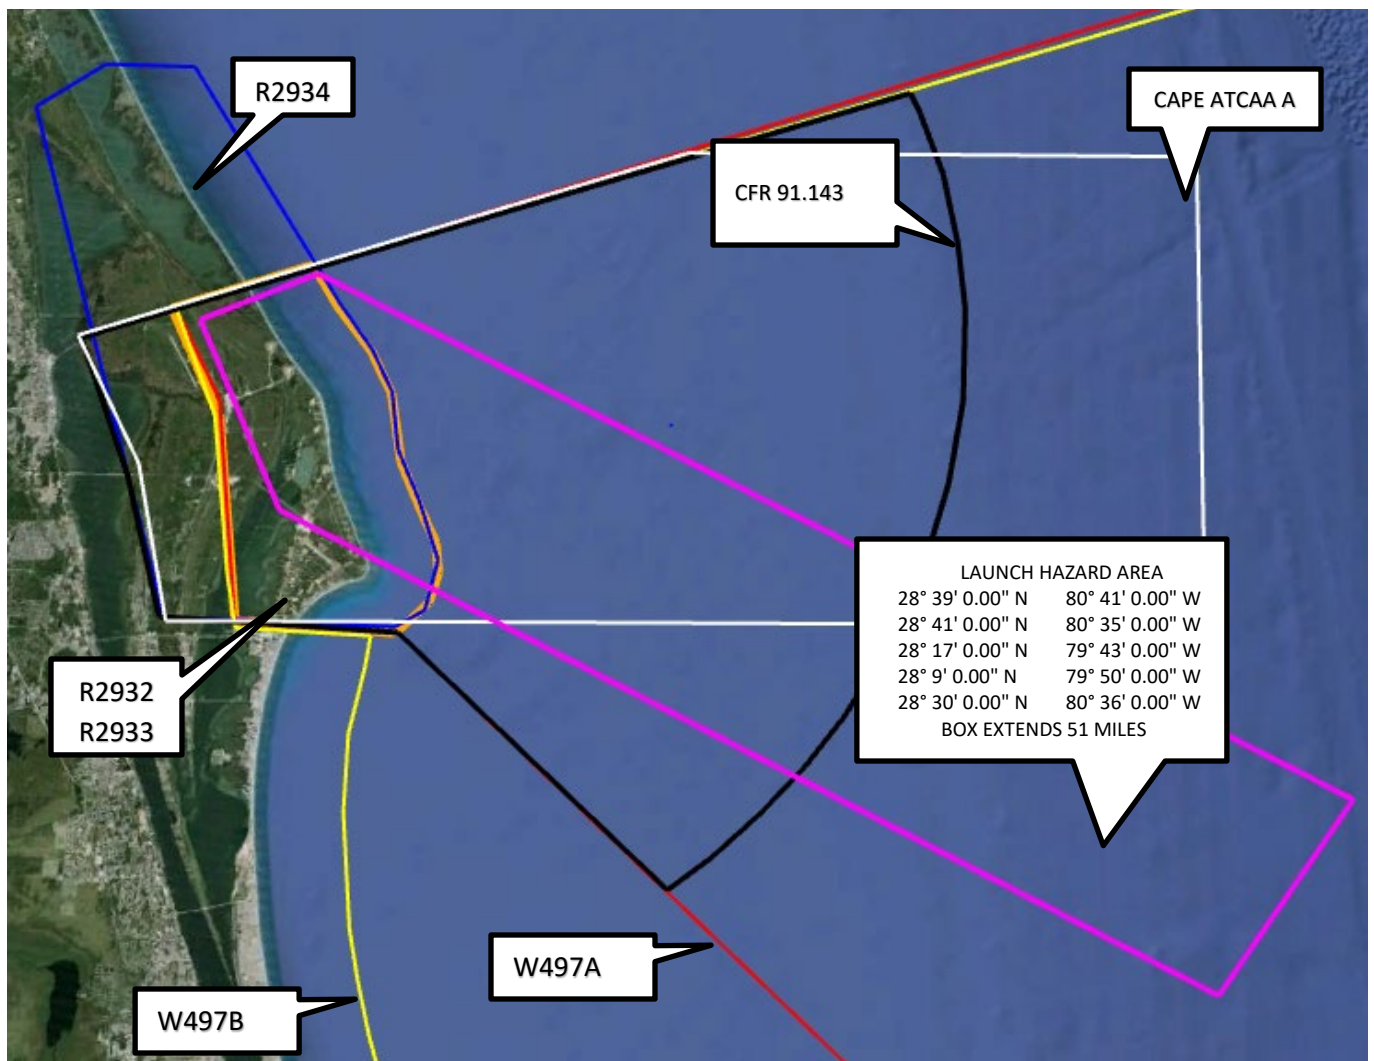 R2934
CAPE ATCAA A
CFR 91.143
LAUNCH HAZARD AREA
28° 39' 0.00" N 80° 41' 0.00" W
28° 41' 0.00" N 80° 35' 0.00" W
28° 17' 0.00" N 79° 43' 0.00" W
28° 9' 0.00" N 79° 50' 0.00" W
28° 30' 0.00" N 80° 36' 0.00" W
BOX EXTENDS 51 MILES
R2932
R2933
W497A
W497B